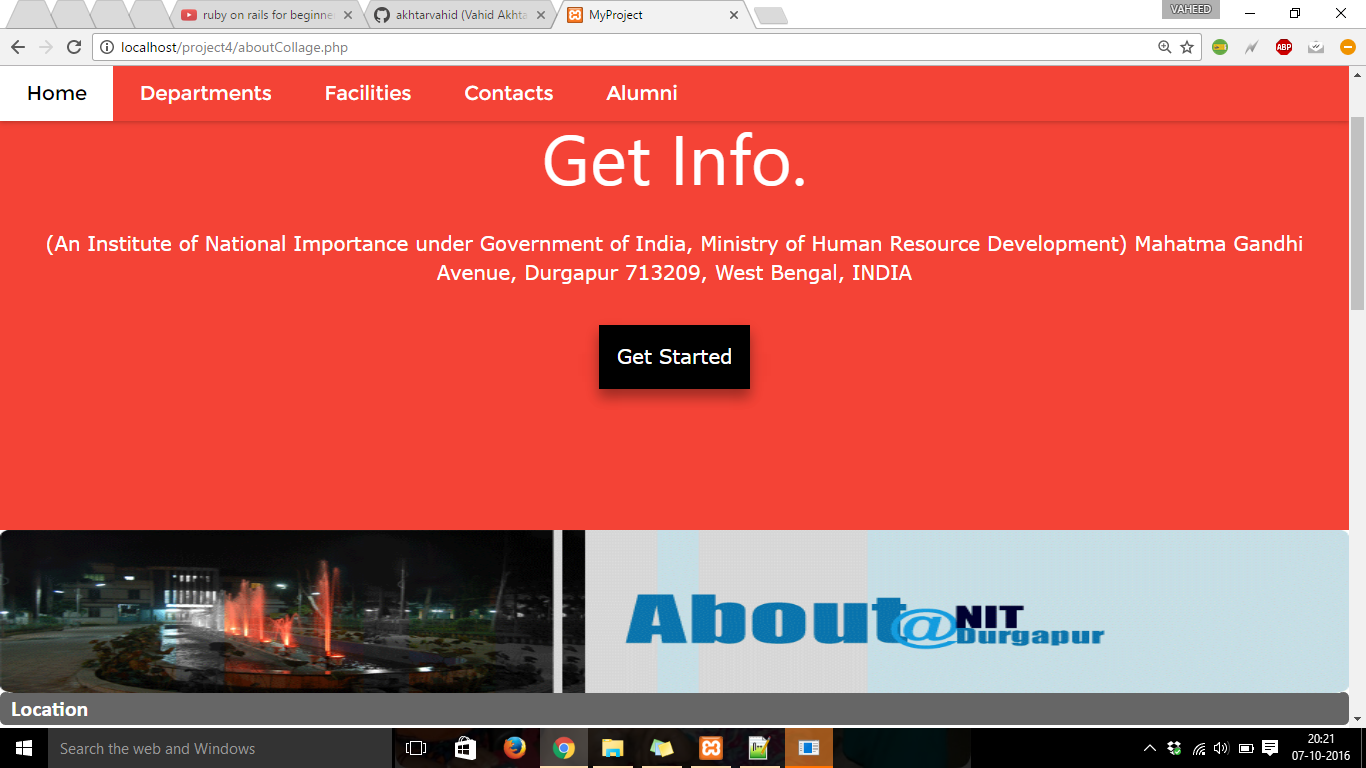 VAHEED
ruby on rails for beginne
akhtarvahid (Vahid Akhta
MyProject
localhost/project4/aboutCollage.php
ABP
Home
Departments
Facilities
Contacts
Alumni
Get Info.
(An Institute of National Importance under Government of India, Ministry of Human Resource Development) Mahatma Gandhi
Avenue, Durgapur 713209, West Bengal, INDIA
Get Started
About@NIT
Durgapur
Location
Search the web and Windows
20:21
07-10-2016